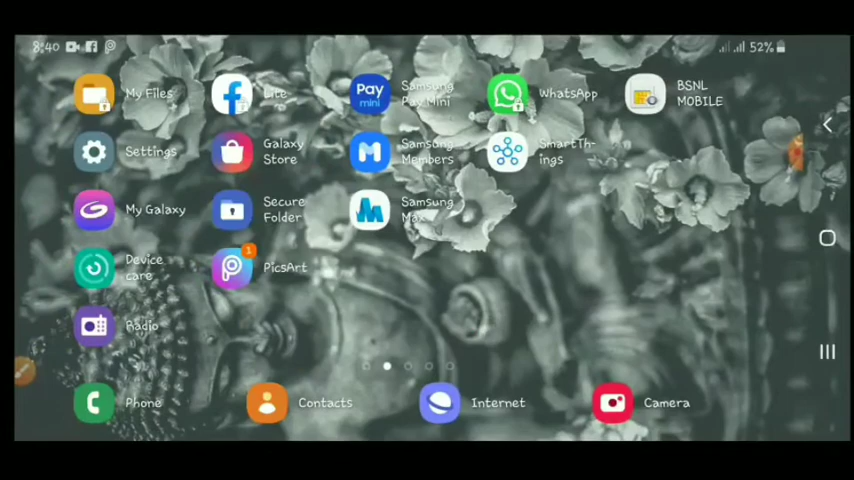 8:40
52%
My Files
Lite
Pay
mini
Samsung
Pay Mini
WhatsApp
BSNL
MOBILE
Settings
Galaxy
Store
Samsung
Members
SmartTh-
ings
My Galaxy
Secure
Folder
Samsung
Max
Device
care
1
PicsArt
Radio
Phone
Contacts
Internet
Camera